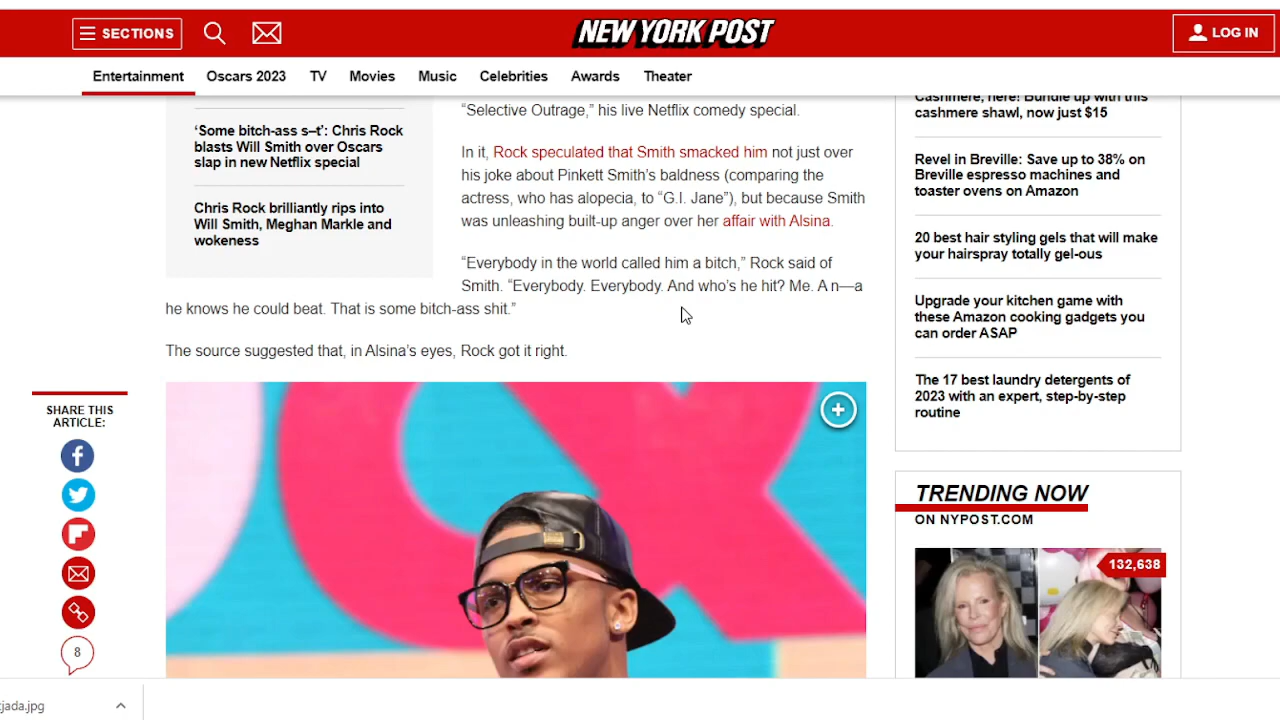 SECTIONS
NEW YORK POST
LOG IN
Entertainment Oscars 2023 TV Movies Music Celebrities Awards Theater
‘Some bitch-ass s–t’: Chris Rock
blasts Will Smith over Oscars
slap in new Netflix special
Chris Rock brilliantly rips into
Will Smith, Meghan Markle and
wokeness
“Selective Outrage,” his live Netflix comedy special.
In it, Rock speculated that Smith smacked him not just over
his joke about Pinkett Smith’s baldness (comparing the
actress, who has alopecia, to “G.I. Jane”), but because Smith
was unleashing built-up anger over her affair with Alsina.
“Everybody in the world called him a bitch,” Rock said of
Smith. “Everybody. Everybody. And who’s he hit? Me. A n—a
he knows he could beat. That is some bitch-ass shit.”
The source suggested that, in Alsina’s eyes, Rock got it right.
SHARE THIS
ARTICLE:
8
Cashmere, here! Bundle up with this
cashmere shawl, now just $15
Revel in Breville: Save up to 38% on
Breville espresso machines and
toaster ovens on Amazon
20 best hair styling gels that will make
your hairspray totally gel-ous
Upgrade your kitchen game with
these Amazon cooking gadgets you
can order ASAP
The 17 best laundry detergents of
2023 with an expert, step-by-step
routine
TRENDING NOW
ON NYPOST.COM
132,638
jada.jpg